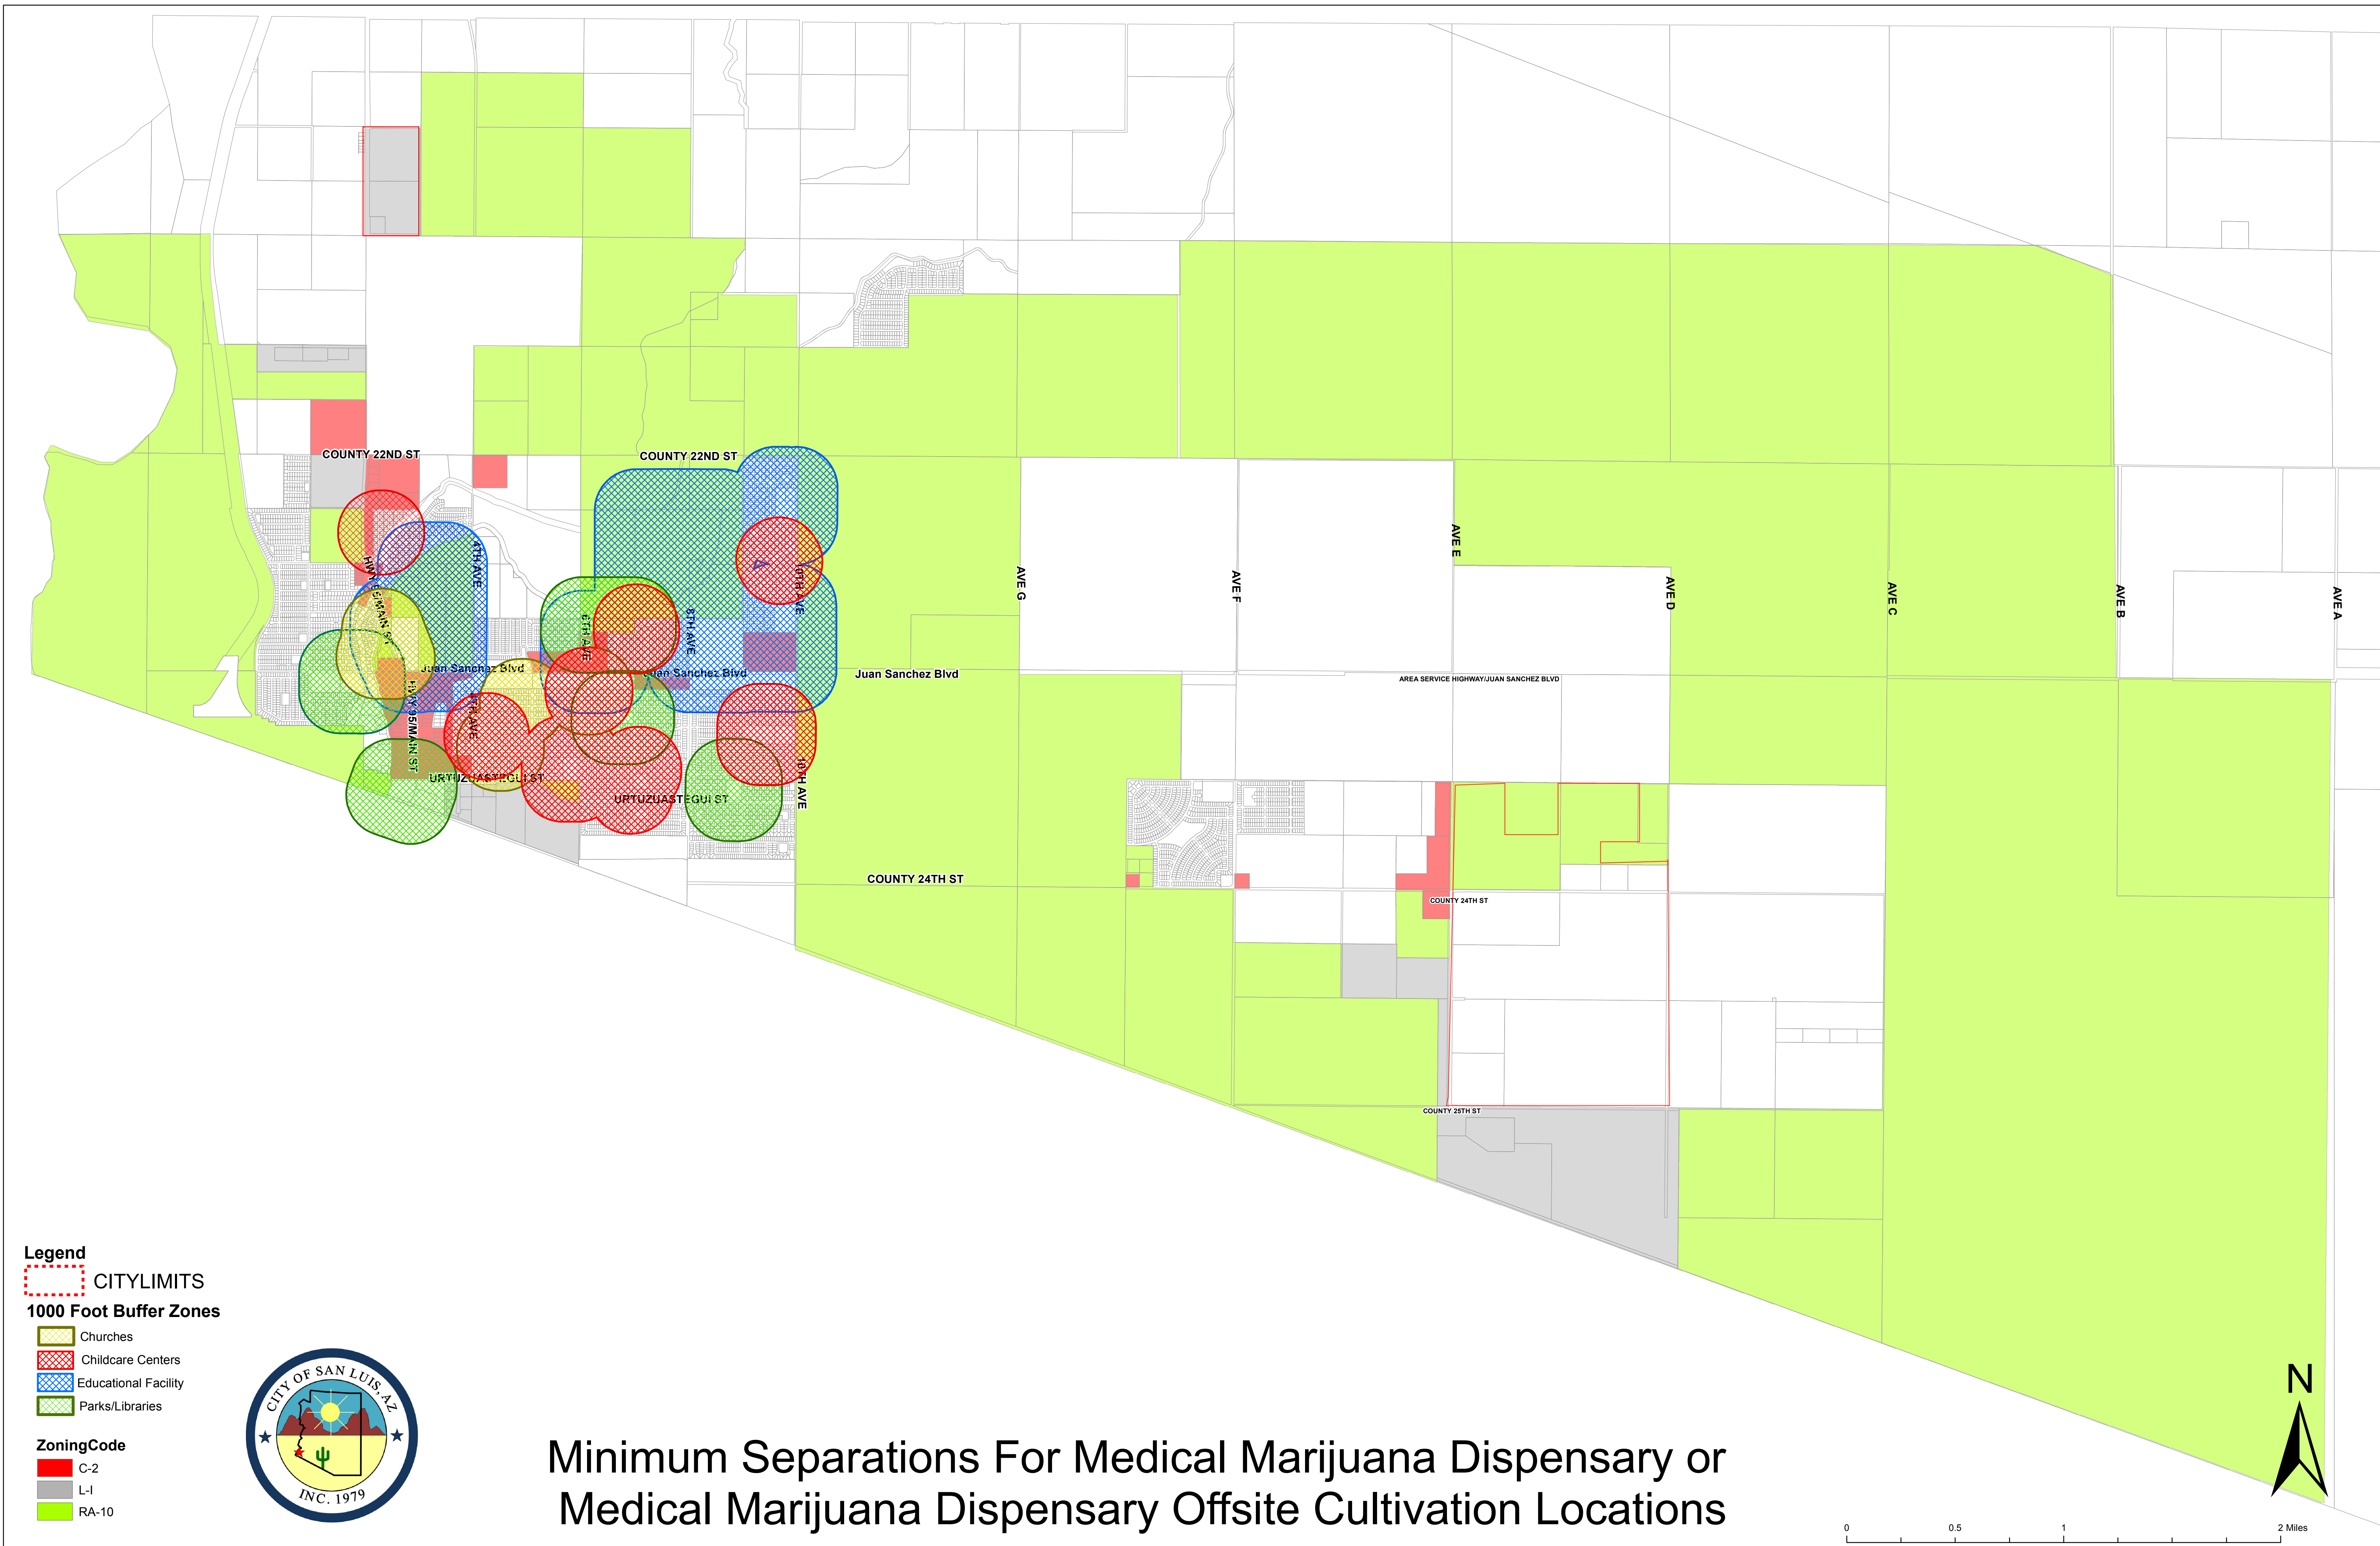 COUNTY 22ND ST
COUNTY 22ND ST
HWY 95/MAIN ST
4TH AVE
6TH AVE
8TH AVE
10TH AVE
AVE G
AVE F
AVE E
AVE D
AVE C
AVE B
AVE A
Juan Sanchez Blvd
Juan Sanchez Blvd
Juan Sanchez Blvd
AREA SERVICE HIGHWAY/JUAN SANCHEZ BLVD
HWY 95/MAIN ST
4TH AVE
10TH AVE
URTUZUASTEGUI ST
URTUZUASTEGUI ST
COUNTY 24TH ST
COUNTY 24TH ST
COUNTY 25TH ST
Legend
CITYLIMITS
1000 Foot Buffer Zones
Churches
Childcare Centers
Educational Facility
Parks/Libraries
ZoningCode
C-2
L-I
RA-10
CITY OF SAN LUIS, AZ
INC. 1979
Minimum Separations For Medical Marijuana Dispensary or
Medical Marijuana Dispensary Offsite Cultivation Locations
N
0 0.5 1 2 Miles